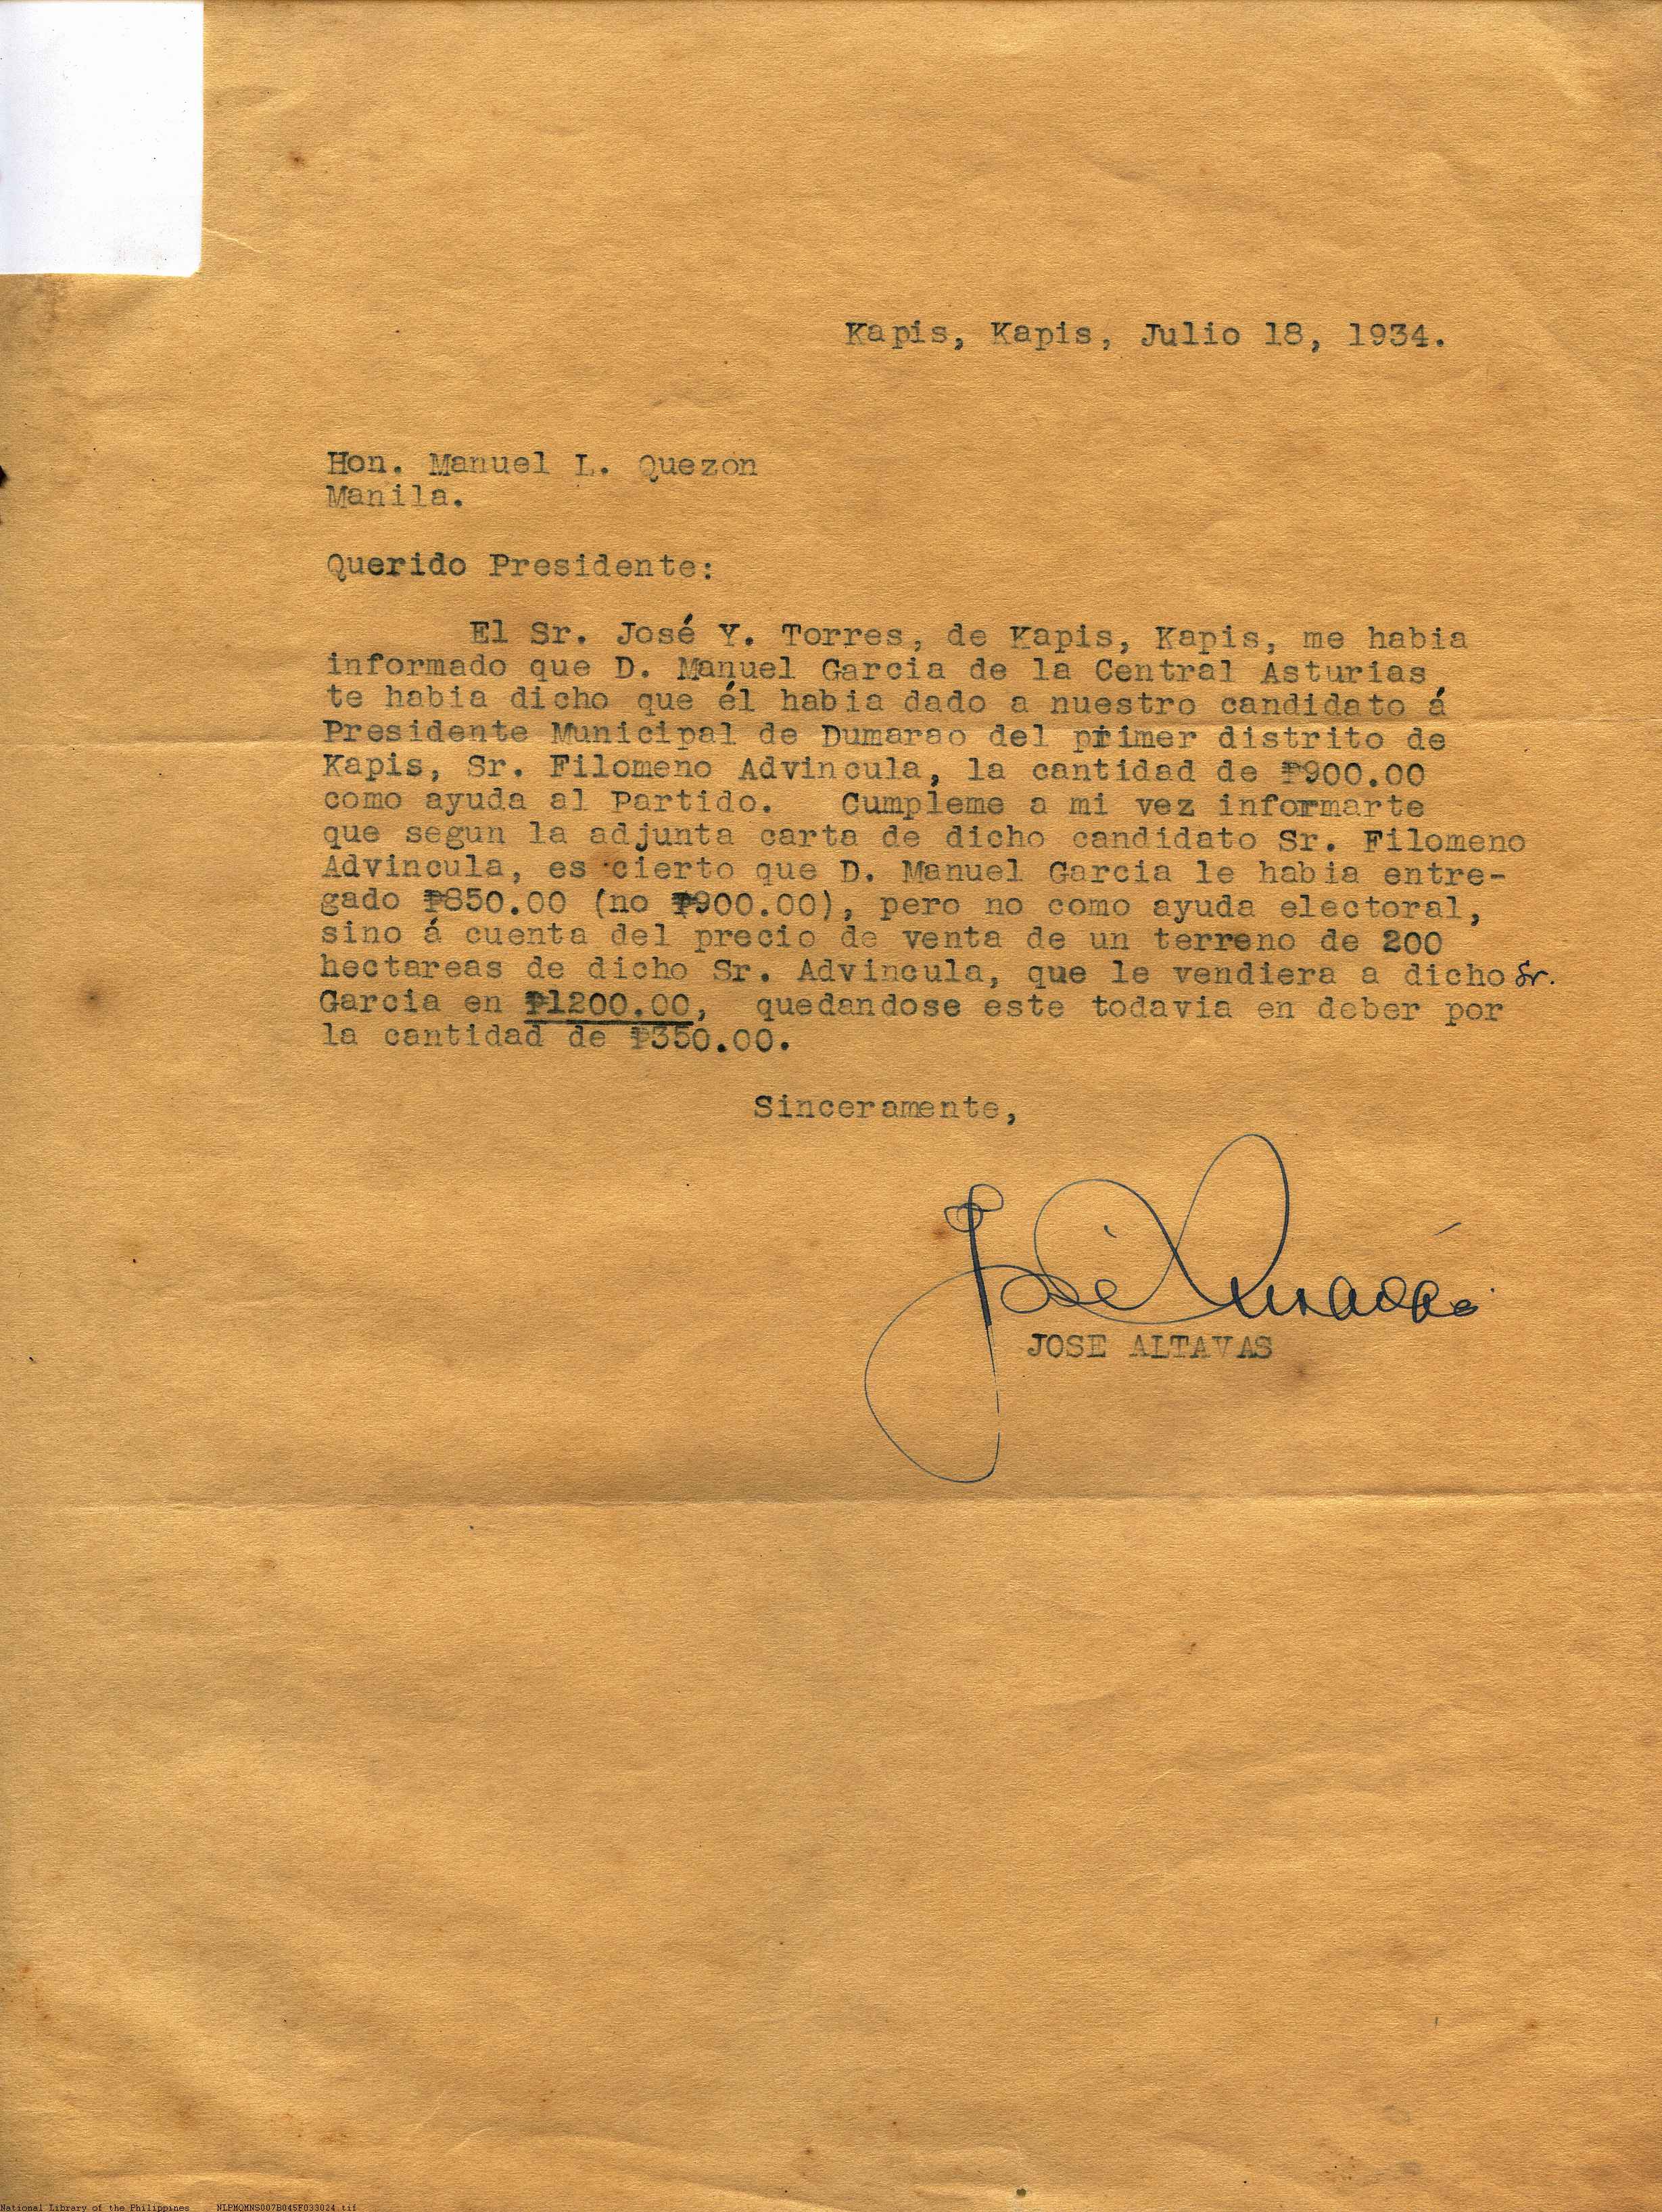 Kapis, Kapis, Julio 18, 1934.
Hon. Manuel L. Quezon
Manila.
Querido Presidente:
El Sr. José Y. Torres, de Kapis, Kapis, me habia
informado que D. Manuel Garcia de la Central Asturias
te habia dicho que él habia dado a nuestro candidato á
Presidente Municipal de Dumarao del primer distrito de
Kapis, Sr. Filomeno Advincula, la cantidad de ₱900.00
como ayuda al Partido. Cumpleme a mi vez informarte
que segun la adjunta carta de dicho candidato Sr. Filomeno
Advincula, es cierto que D. Manuel Garcia le habia entre-
gado ₱850.00 (no ₱900.00), pero no como ayuda electoral,
sino á cuenta del precio de venta de un terreno de 200
hectareas de dicho Sr. Advincula, que le vendiera a dicho Sr.
Garcia en ₱1200.00, quedandose este todavia en deber por
la cantidad de ₱350.00.
Sinceramente,
JOSE ALTAVAS
National Library of the Philippines NLPMQMNS007B045F033024.tif